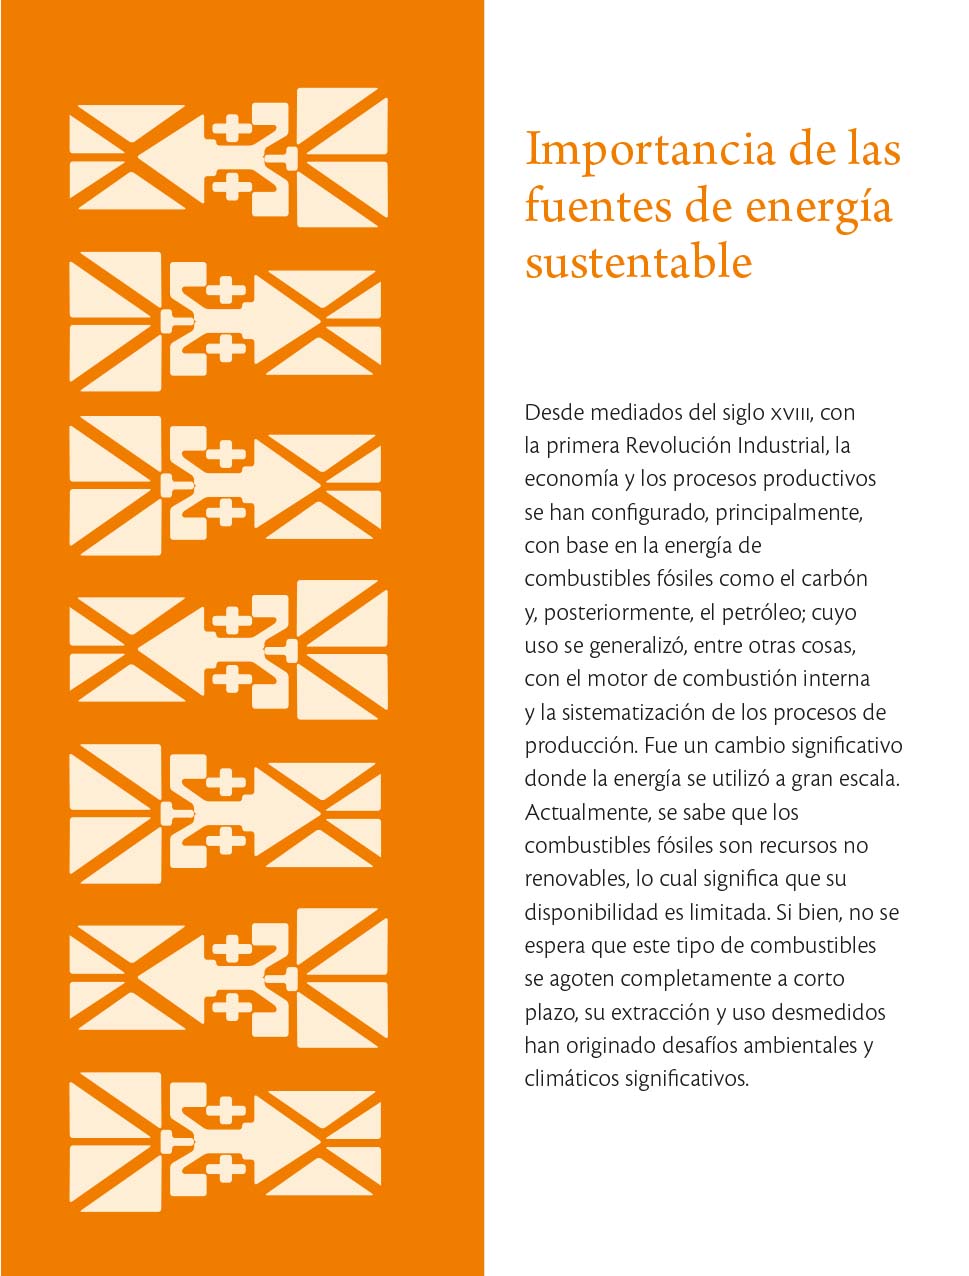 Importancia de las
fuentes de energía
sustentable
Desde mediados del siglo XVIII, con
la primera Revolución Industrial, la
economía y los procesos productivos
se han configurado, principalmente,
con base en la energía de
combustibles fósiles como el carbón
y, posteriormente, el petróleo; cuyo
uso se generalizó, entre otras cosas,
con el motor de combustión interna
y la sistematización de los procesos de
producción. Fue un cambio significativo
donde la energía se utilizó a gran escala.
Actualmente, se sabe que los
combustibles fósiles son recursos no
renovables, lo cual significa que su
disponibilidad es limitada. Si bien, no se
espera que este tipo de combustibles
se agoten completamente a corto
plazo, su extracción y uso desmedidos
han originado desafíos ambientales y
climáticos significativos.